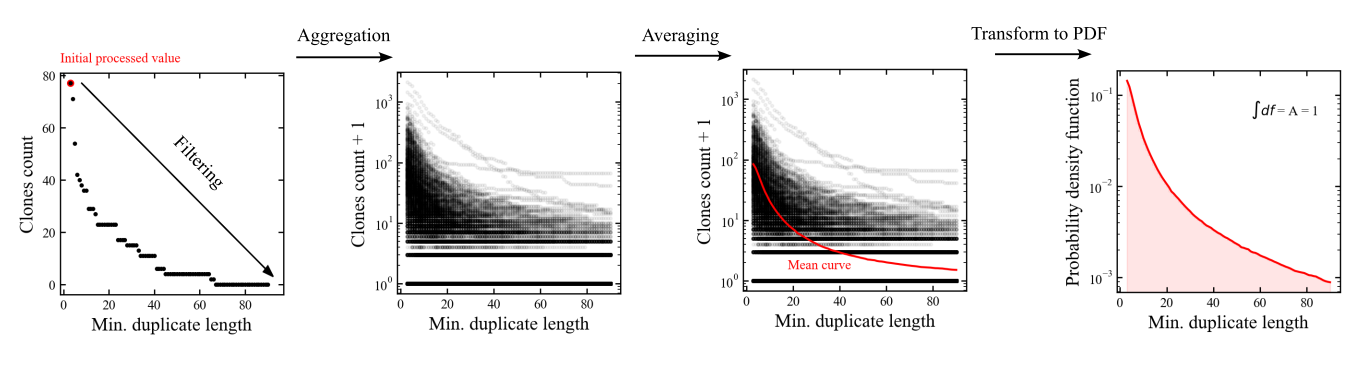 Aggregation
Averaging
Transform to PDF
Initial processed value
80
60
40
20
0
Clones count
Filtering
0 20 40 60 80
Min. duplicate length
10³
10²
10¹
10⁰
Clones count + 1
0 20 40 60 80
Min. duplicate length
10³
10²
10¹
10⁰
Clones count + 1
Mean curve
0 20 40 60 80
Min. duplicate length
10⁻¹
10⁻²
10⁻³
Probability density function
∫df = A = 1
0 20 40 60 80
Min. duplicate length